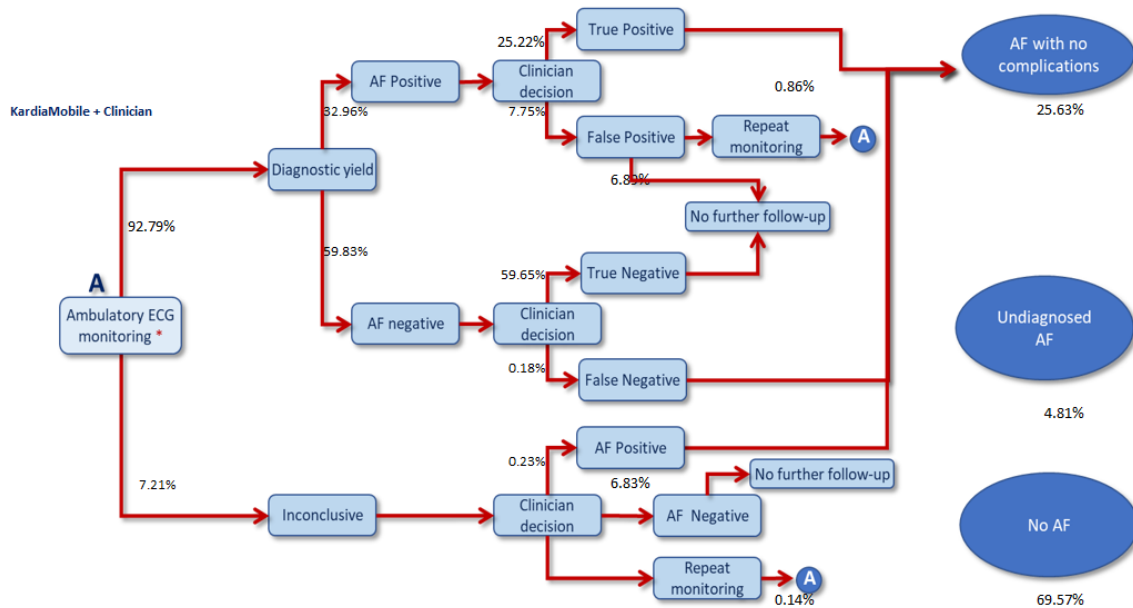 KardiaMobile + Clinician
A
Ambulatory ECG
monitoring *
92.79%
7.21%
Diagnostic yield
32.96%
59.83%
AF Positive
Clinician
decision
25.22%
7.75%
True Positive
False Positive
6.89%
0.86%
Repeat
monitoring
A
No further follow-up
AF negative
Clinician
decision
59.65%
0.18%
True Negative
False Negative
Inconclusive
Clinician
decision
0.23%
AF Positive
6.83%
AF Negative
No further follow-up
Repeat
monitoring
A
0.14%
AF with no
complications
25.63%
Undiagnosed
AF
4.81%
No AF
69.57%